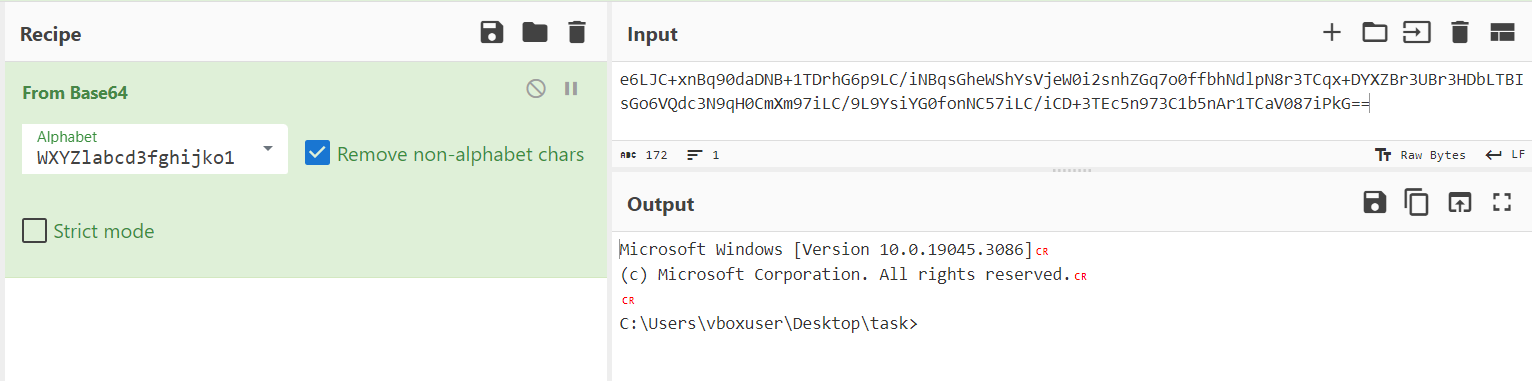 Recipe
From Base64
Alphabet
WXYZlabcd3fghijko1
Remove non-alphabet chars
Strict mode
Input
e6LJC+xnBq90daDNB+1TDrhG6p9LC/iNBqsGheWShYsVjeW0i2snhZGq7o0ffbhNdlpN8r3TCqx+DYXZBr3UBr3HDbLTBI
sGo6VQdc3N9qH0CmXm97iLC/9L9YsiYG0fonNC57iLC/iCD+3TEc5n973C1b5nAr1TCaV087iPkG==
ABC 172
1
Tт Raw Bytes
LF
Output
Microsoft Windows [Version 10.0.19045.3086]CR
(c) Microsoft Corporation. All rights reserved.CR
CR
C:\Users\vboxuser\Desktop\task>